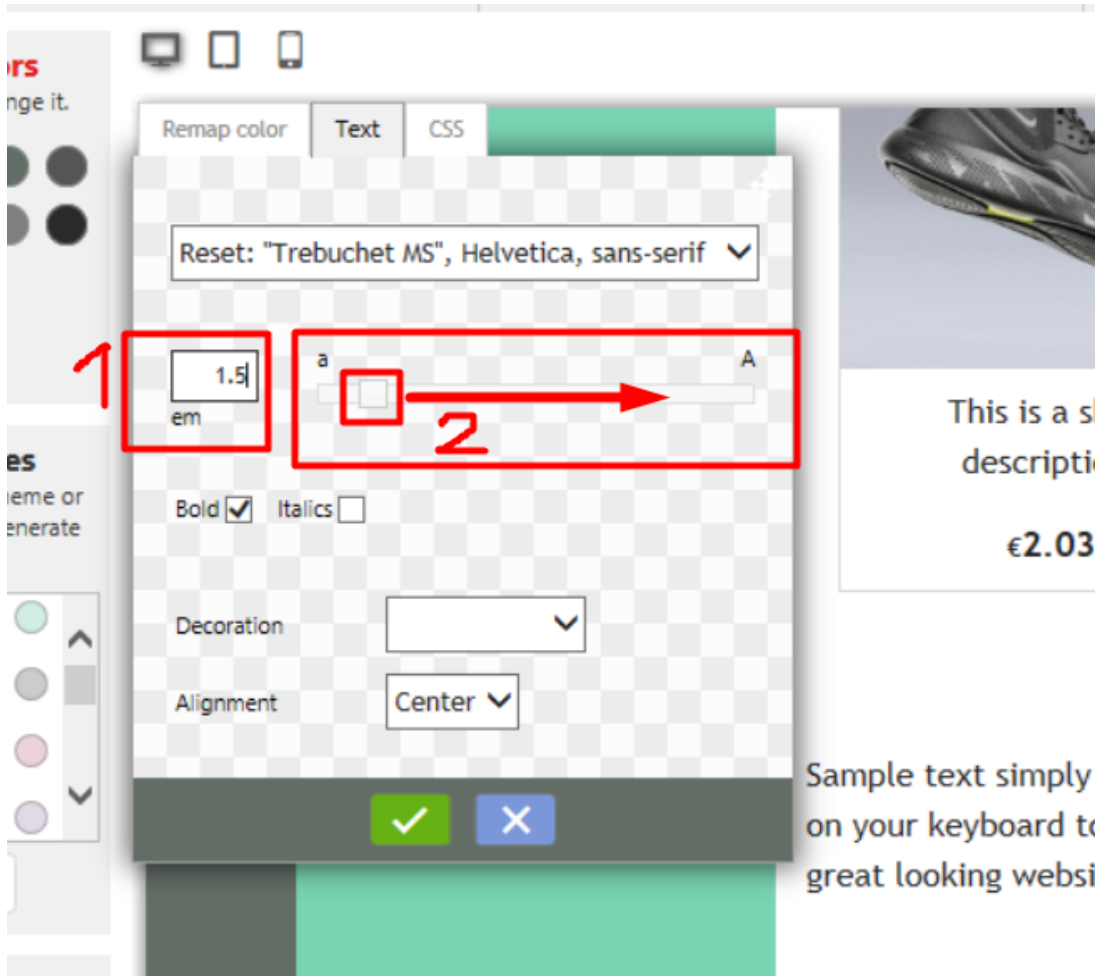 ors
nge it.
Remap color Text CSS
Reset: "Trebuchet MS", Helvetica, sans-serif
1
1.5
em
a
A
2
Bold Italics
Decoration
Alignment Center
es
heme or
enerate
This is a sh
descripti
€2.03
Sample text simply
on your keyboard to
great looking websi